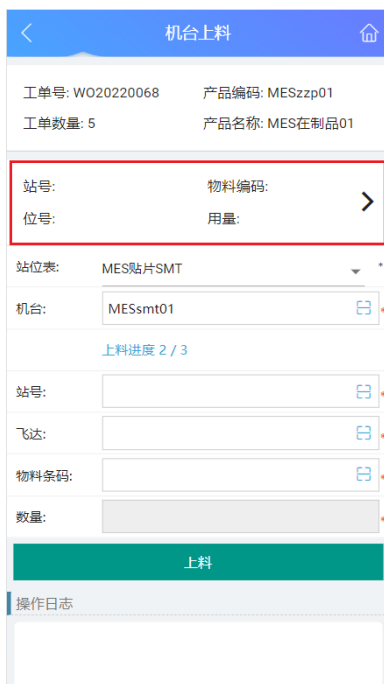 机台上料
工单号: WO20220068 产品编码: MESzzp01
工单数量: 5 产品名称: MES在制品01
站号: 物料编码:
位号: 用量:
站位表: MES贴片SMT *
机台: MESsmt01
上料进度 2 / 3
站号:
飞达:
物料条码:
数量:
上料
操作日志